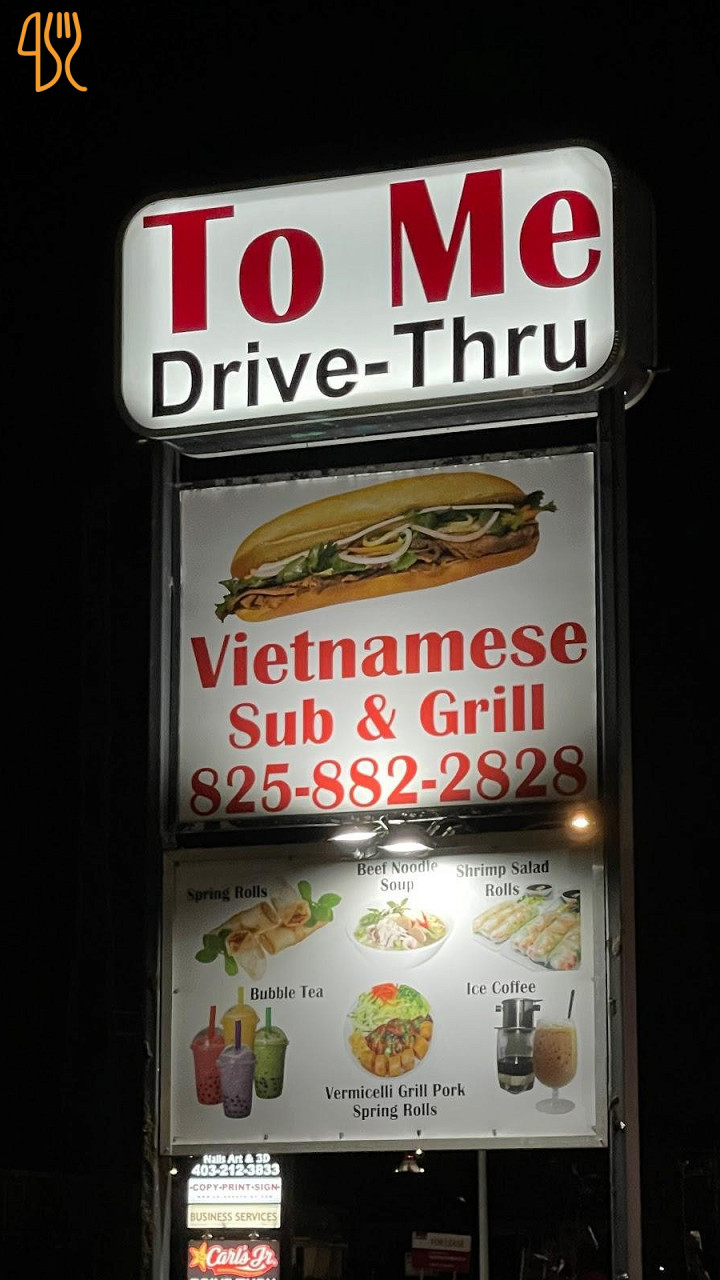 To Me
Drive-Thru
Vietnamese
Sub & Grill
825-882-2828
Spring Rolls
Beef Noodle
Soup
Shrimp Salad
Rolls
Bubble Tea
Ice Coffee
Vermicelli Grill Pork
Spring Rolls
Nails Art & 3D
403-212-3833
COPY•PRINT•SIGN
BUSINESS SERVICES
Carl's Jr.
FOR LEASE